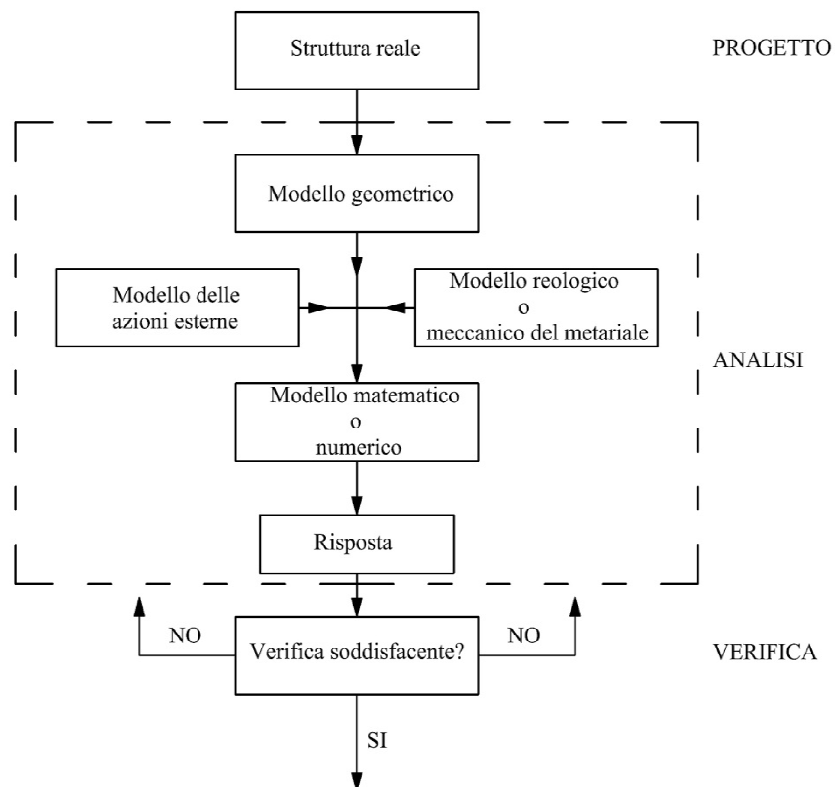 Struttura reale
PROGETTO
Modello geometrico
Modello delle
azioni esterne
Modello reologico
o
meccanico del metariale
ANALISI
Modello matematico
o
numerico
Risposta
NO
Verifica soddisfacente?
NO
VERIFICA
SI